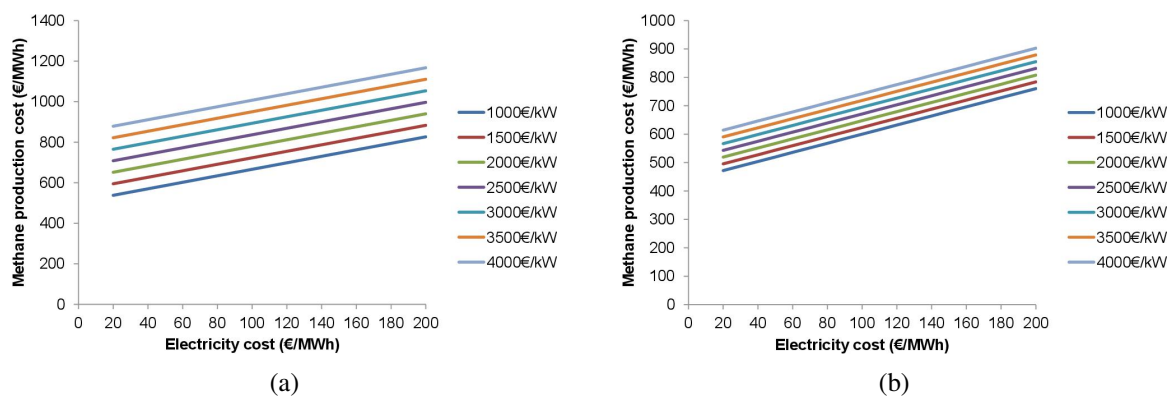 Methane production cost (€/MWh)
1400
1200
1000
800
600
400
200
0
0 20 40 60 80 100 120 140 160 180 200
Electricity cost (€/MWh)
1000€/kW
1500€/kW
2000€/kW
2500€/kW
3000€/kW
3500€/kW
4000€/kW
(a)
Methane production cost (€/MWh)
1000
900
800
700
600
500
400
300
200
100
0
0 20 40 60 80 100 120 140 160 180 200
Electricity cost (€/MWh)
1000€/kW
1500€/kW
2000€/kW
2500€/kW
3000€/kW
3500€/kW
4000€/kW
(b)